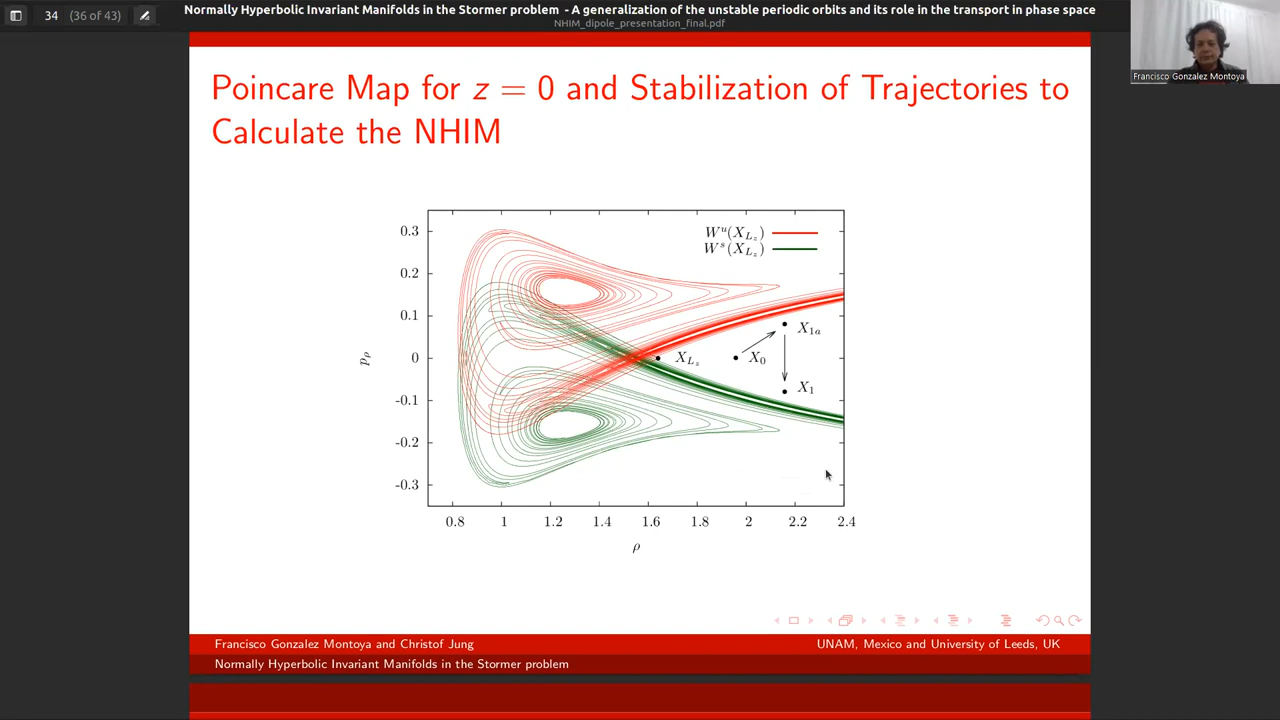 34 (36 of 43)
Normally Hyperbolic Invariant Manifolds in the Stormer problem - A generalization of the unstable periodic orbits and its role in the transport in phase space
NHIM_dipole_presentation_final.pdf
Francisco Gonzalez Montoya
Poincare Map for z = 0 and Stabilization of Trajectories to
Calculate the NHIM
W^u(X_{L_z})
W^s(X_{L_z})
0.3
0.2
0.1
0
-0.1
-0.2
-0.3
p_ρ
X_{L_z}
X_0
X_{1a}
X_1
0.8 1 1.2 1.4 1.6 1.8 2 2.2 2.4
ρ
Francisco Gonzalez Montoya and Christof Jung UNAM, Mexico and University of Leeds, UK
Normally Hyperbolic Invariant Manifolds in the Stormer problem